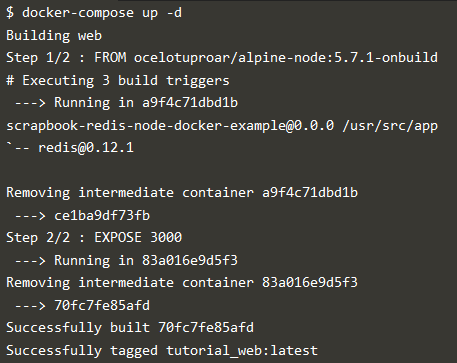 $ docker-compose up -d
Building web
Step 1/2 : FROM ocelotuproar/alpine-node:5.7.1-onbuild
# Executing 3 build triggers
 ---> Running in a9f4c71dbd1b
scrapbook-redis-node-docker-example@0.0.0 /usr/src/app
`-- redis@0.12.1

Removing intermediate container a9f4c71dbd1b
 ---> ce1ba9df73fb
Step 2/2 : EXPOSE 3000
 ---> Running in 83a016e9d5f3
Removing intermediate container 83a016e9d5f3
 ---> 70fc7fe85afd
Successfully built 70fc7fe85afd
Successfully tagged tutorial_web:latest